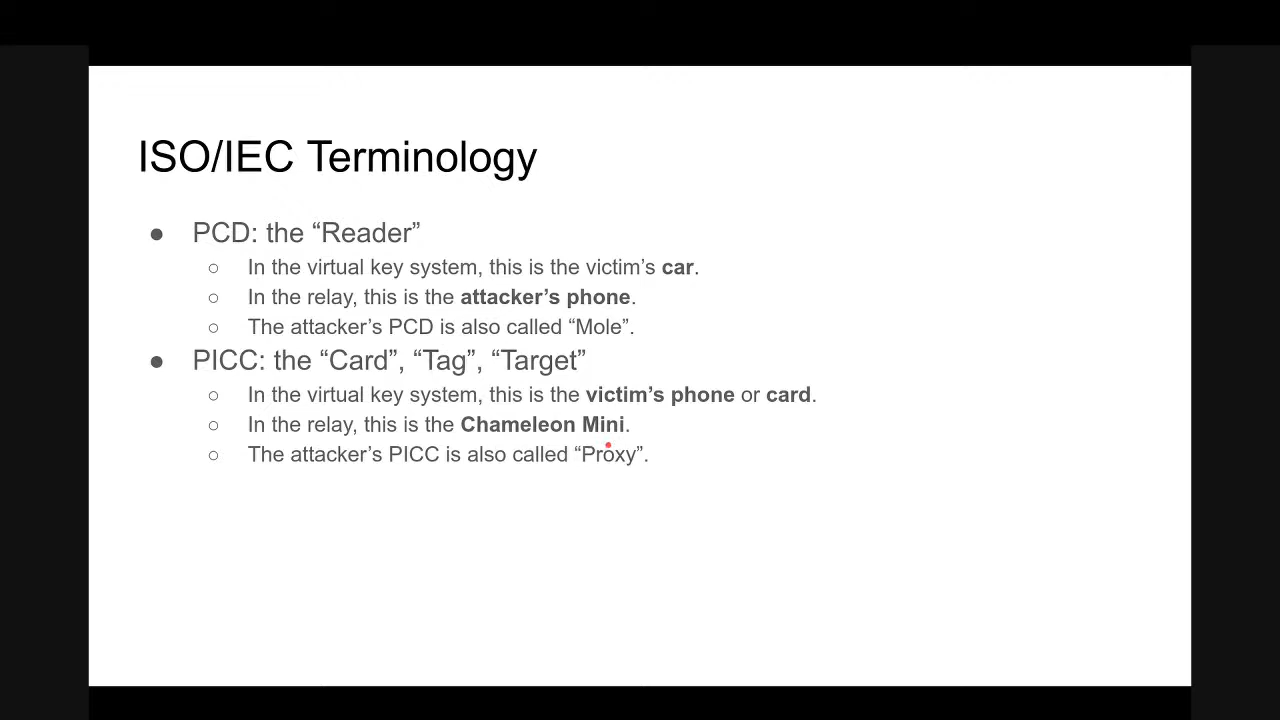 ISO/IEC Terminology
● PCD: the “Reader”
○ In the virtual key system, this is the victim’s car.
○ In the relay, this is the attacker’s phone.
○ The attacker’s PCD is also called “Mole”.
● PICC: the “Card”, “Tag”, “Target”
○ In the virtual key system, this is the victim’s phone or card.
○ In the relay, this is the Chameleon Mini.
○ The attacker’s PICC is also called “Proxy”.